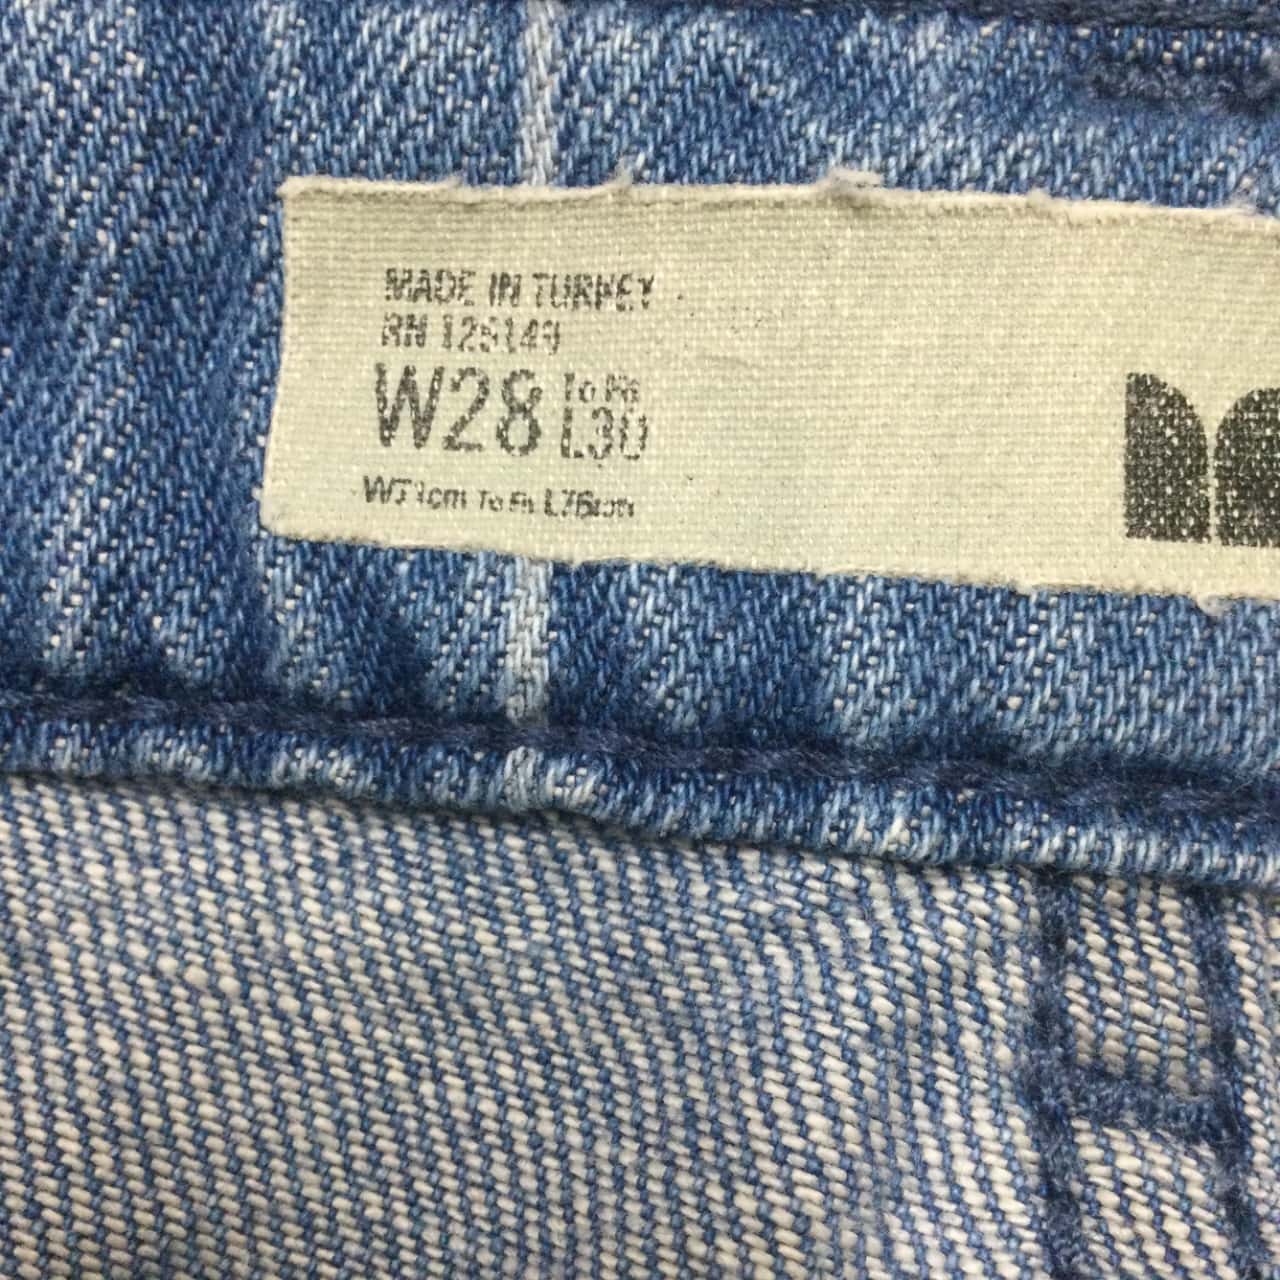 MADE IN TURKEY
RN 125149
W28 To Fit L30
W71cm To Fit L76cm